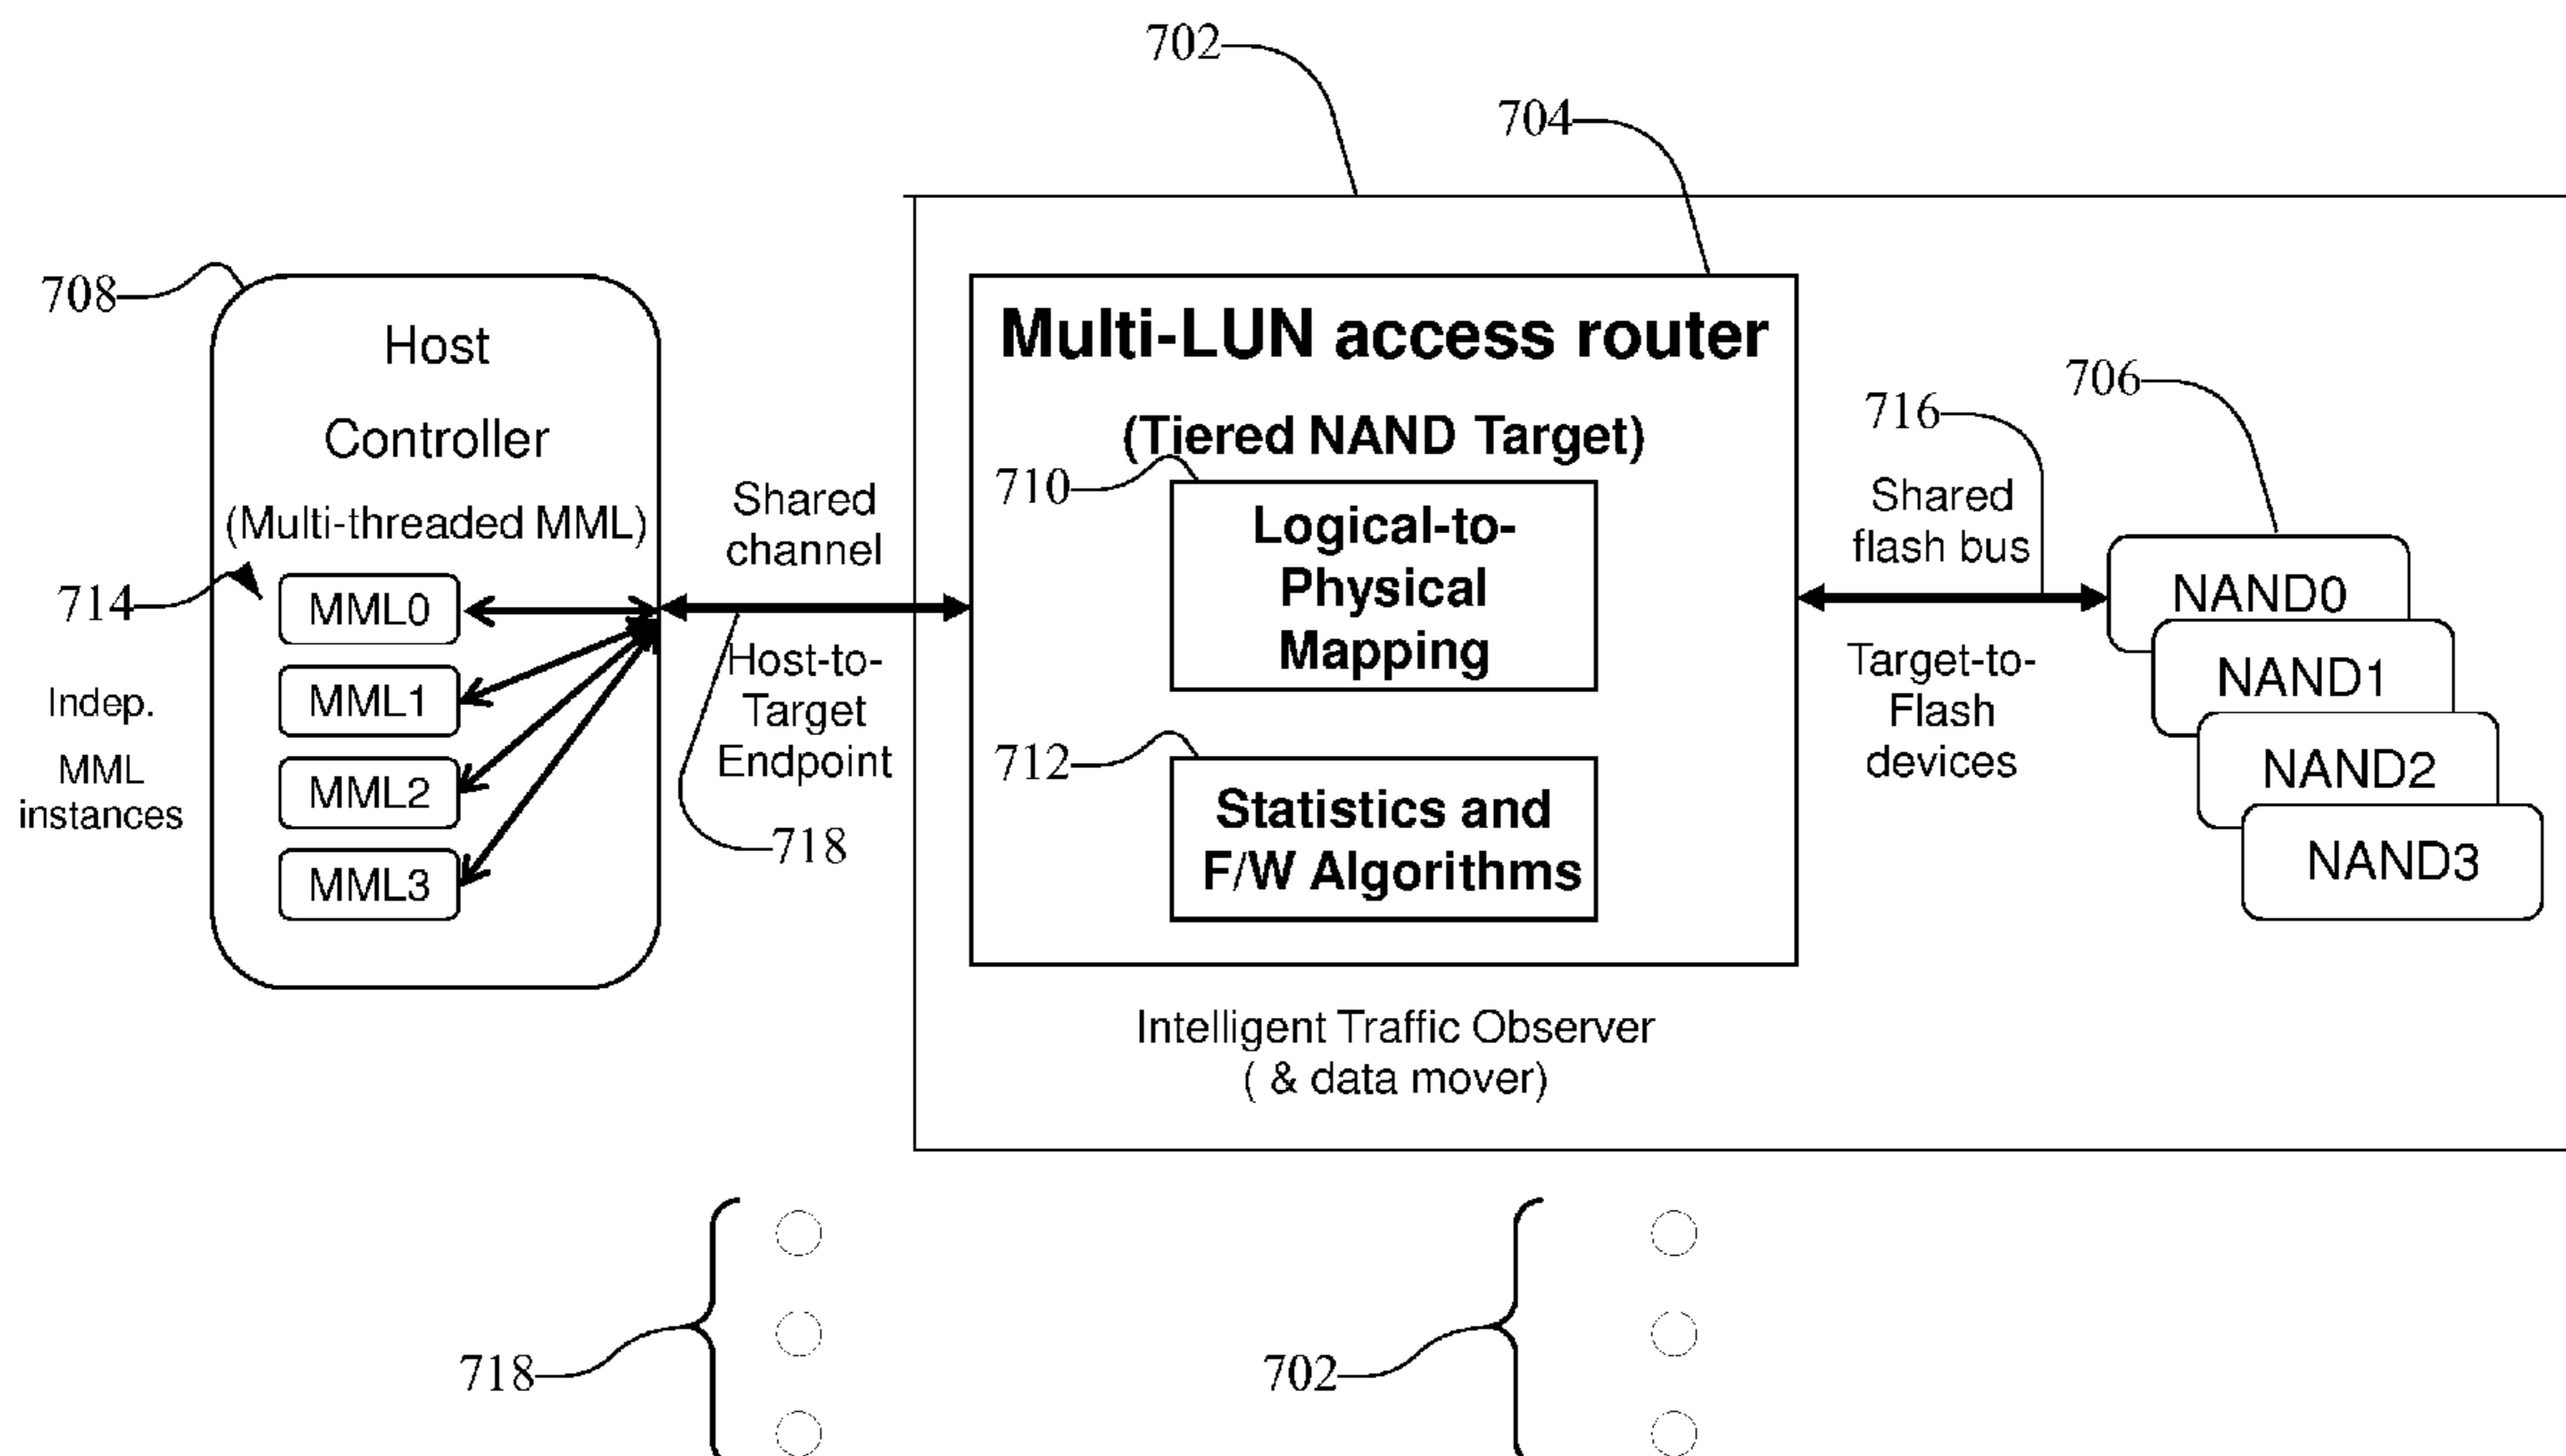 702
704
708
Host
Controller
(Multi-threaded MML)
714
MML0
MML1
MML2
MML3
Indep.
MML
instances
Shared
channel
Host-to-
Target
Endpoint
718
Multi-LUN access router
(Tiered NAND Target)
710
Logical-to-
Physical
Mapping
712
Statistics and
F/W Algorithms
Intelligent Traffic Observer
( & data mover)
716
Shared
flash bus
Target-to-
Flash
devices
706
NAND0
NAND1
NAND2
NAND3
718
702